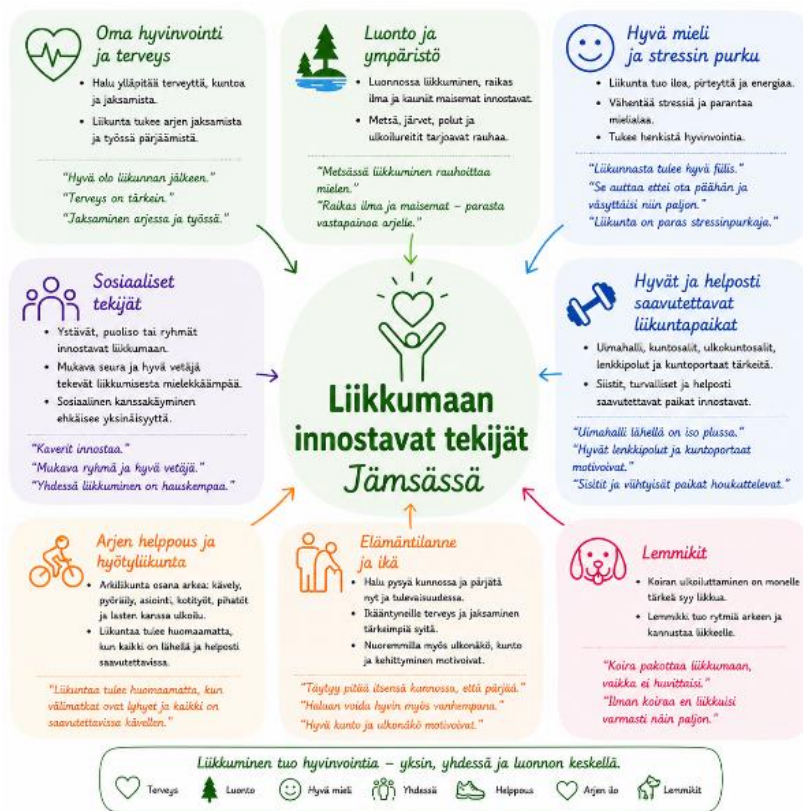 Oma hyvinvointi
ja terveys
• Halu ylläpitää terveyttä, kuntoa
ja jaksamista.
• Liikunta tukee arjen jaksamista
ja työssä pärjäämistä.
"Hyvä olo liikunnan jälkeen."
"Terveys on tärkein."
"Jaksaminen arjessa ja työssä."
Luonto ja
ympäristö
• Luonnossa liikkuminen, raikas
ilma ja kauniit maisemat innostavat.
• Metsä, järvet, polut ja
ulkoilureitit tarjoavat rauhaa.
"Metsässä liikkuminen rauhoittaa
mielen."
"Raikas ilma ja maisemat – parasta
vastapainoa arjelle."
Hyvä mieli
ja stressin purku
• Liikunta tuo iloa, pirteyttä ja energiaa.
• Vähentää stressiä ja parantaa
mielialaa.
• Tukee henkistä hyvinvointia.
"Liikunnasta tulee hyvä fiilis."
"Se auttaa ettei ota päähän ja
väsyttäisi niin paljon."
"Liikunta on paras stressinpurkaja."
Sosiaaliset
tekijät
• Ystävät, puoliso tai ryhmät
innostavat liikkumaan.
• Mukava seura ja hyvä vetäjä
tekevät liikkumisesta mielekkäämpää.
• Sosiaalinen kanssakäyminen
ehkäisee yksinäisyyttä.
"Kaverit innostaa."
"Mukava ryhmä ja hyvä vetäjä."
"Yhdessä liikkuminen on hauskempaa."
Liikkumaan
innostavat tekijät
Jämsässä
Hyvät ja helposti
saavutettavat
liikuntapaikat
• Uimahalli, kuntosalit, ulkokuntosalit,
lenkkipolut ja kuntoportaat tärkeitä.
• Siistit, turvalliset ja helposti
saavutettavat paikat innostavat.
"Uimahalli lähellä on iso plussa."
"Hyvät lenkkipolut ja kuntoportaat
motivoivat."
"Sisitit ja viihtyisät paikat houkuttelevat."
Arjen helppous ja
hyötyliikunta
• Arkiliikunta osana arkea: kävely,
pyöräily, asiointi, kotityöt, pihatöt
ja lasten kanssa ulkoilu.
• Liikuntaa tulee huomaamatta,
kun kaikki on lähellä ja helposti
saavutettavissa.
"Liikuntaa tulee huomaamatta, kun
välimatkat ovat lyhyet ja kaikki on
saavutettavissa kävellen."
Elämäntilanne
ja ikä
• Halu pysyä kunnossa ja pärjätä
nyt ja tulevaisuudessa.
• Ikääntyneille terveys ja jaksaminen
tärkeimpiä syitä.
• Nuoremmilla myös ulkonäkö, kunto
ja kehittyminen motivoivat.
"Täytyy pitää itsensä kunnossa, että pärjää."
"Haluan voida hyvin myös vanhempana."
"Hyvä kunto ja ulkonäkö motivoivat."
Lemmikit
• Koiran ulkoiluttaminen on monelle
tärkeä syy liikkua.
• Lemmikki tuo rytmiä arkeen ja
kannustaa liikkeelle.
"Koira pakottaa liikkumaan,
vaikka ei huvittaisi."
"Ilman koiraa en liikkuisi
varmasti näin paljon."
Liikkuminen tuo hyvinvointia – yksin, yhdessä ja luonnon keskellä.
Terveys Luonto Hyvä mieli Yhdessä Helppous Arjen ilo Lemmikit